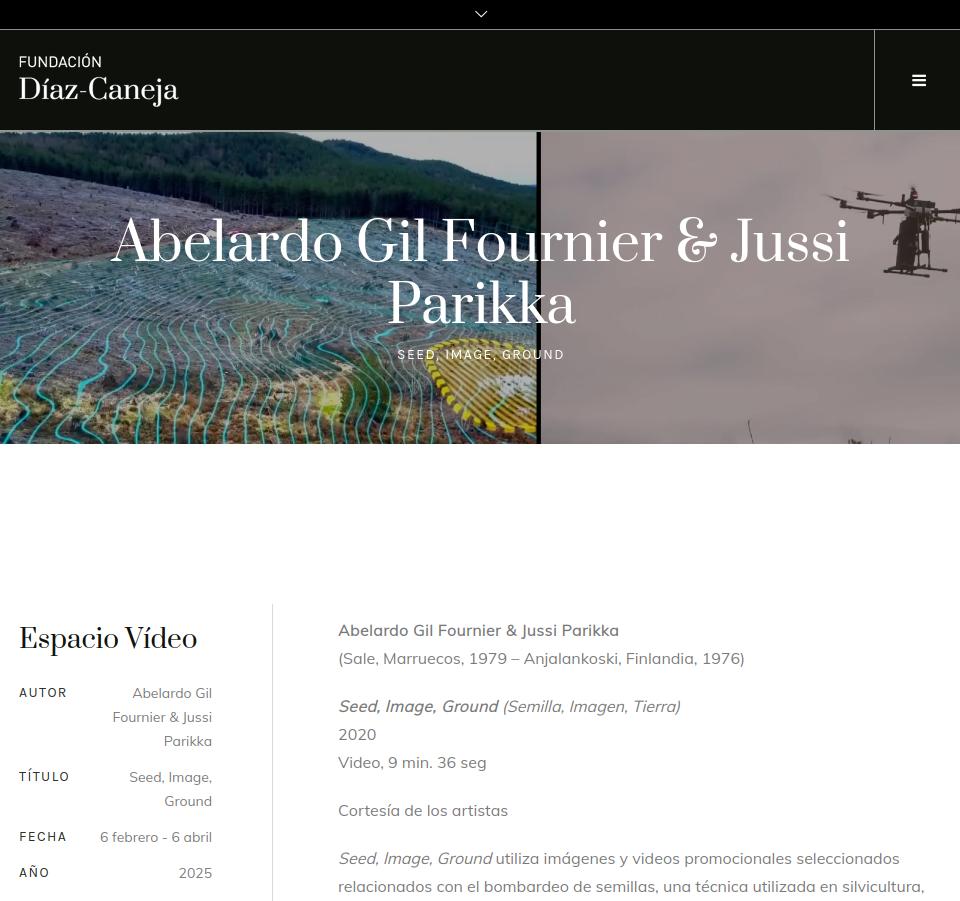 FUNDACIÓN
Díaz-Caneja
Abelardo Gil Fournier & Jussi
Parikka
SEED, IMAGE, GROUND
Espacio Vídeo
AUTOR
Abelardo Gil
Fournier & Jussi
Parikka
TÍTULO
Seed, Image,
Ground
FECHA
6 febrero - 6 abril
AÑO
2025
Abelardo Gil Fournier & Jussi Parikka
(Sale, Marruecos, 1979 – Anjalankoski, Finlandia, 1976)
Seed, Image, Ground (Semilla, Imagen, Tierra)
2020
Video, 9 min. 36 seg
Cortesía de los artistas
Seed, Image, Ground utiliza imágenes y videos promocionales seleccionados
relacionados con el bombardeo de semillas, una técnica utilizada en silvicultura,